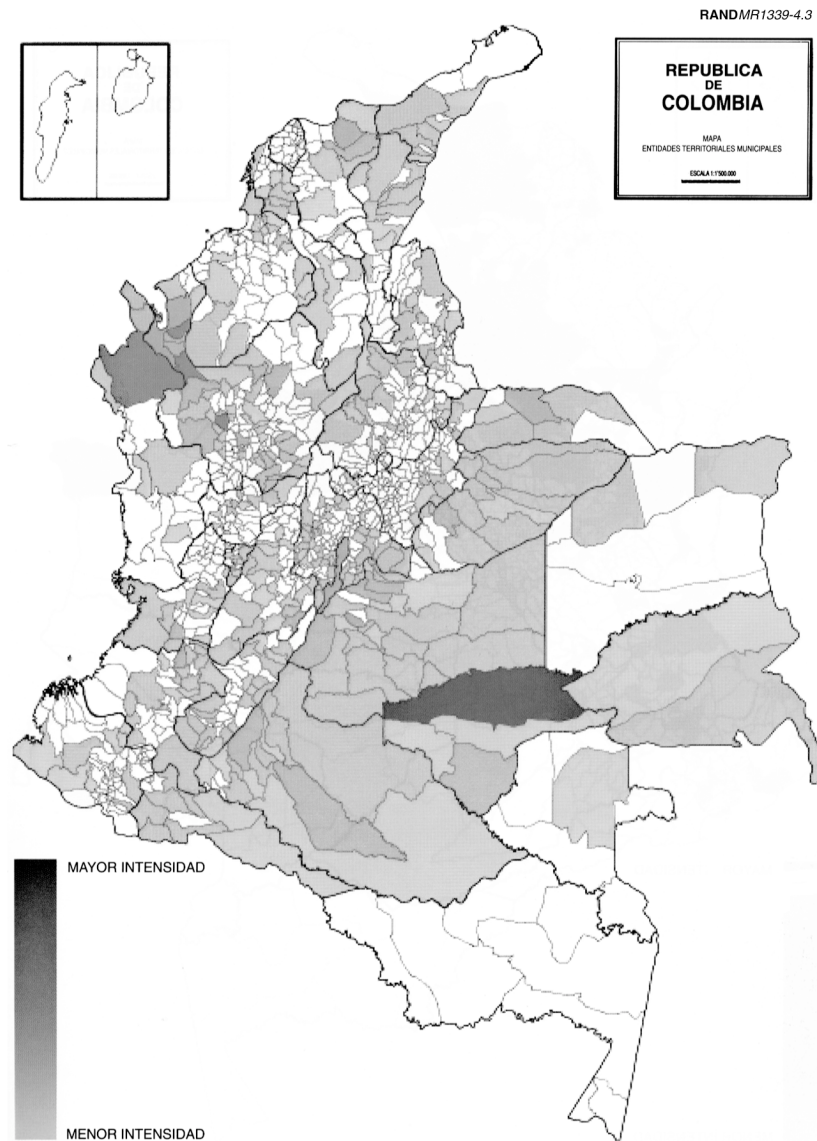 RANDMR1339-4.3
REPUBLICA
DE
COLOMBIA
MAPA
ENTIDADES TERRITORIALES MUNICIPALES
ESCALA 1:1'500.000
MAYOR INTENSIDAD
MENOR INTENSIDAD